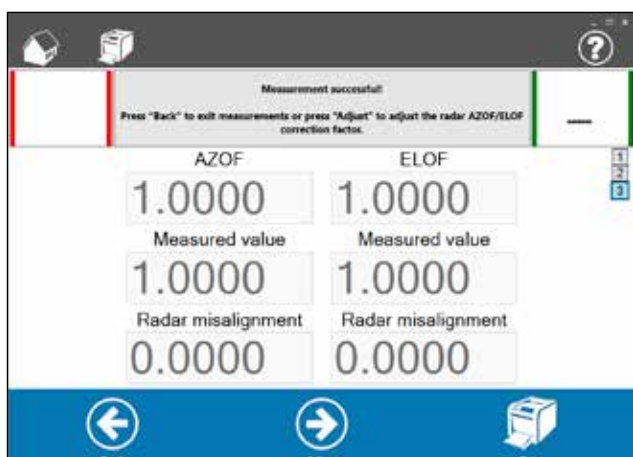 ?
Measurement successful!
Press "Back" to exit measurements or press "Adjust" to adjust the radar AZOF/ELOF
correction factor.
AZOF ELOF
1
2
3
1.0000 1.0000
Measured value Measured value
1.0000 1.0000
Radar misalignment Radar misalignment
0.0000 0.0000